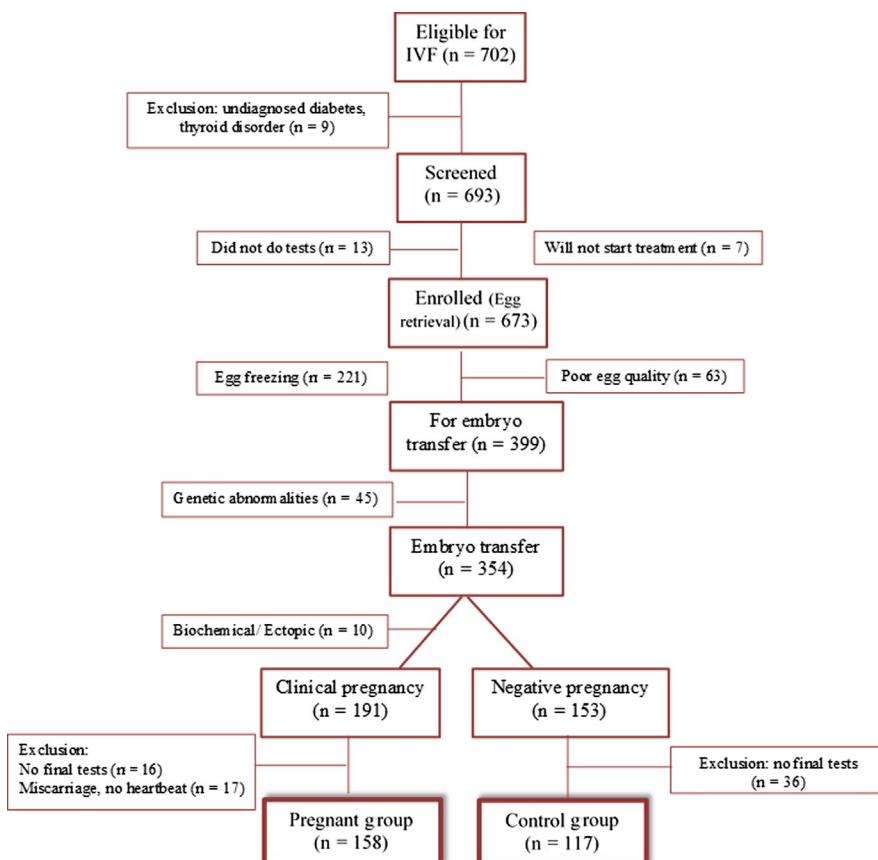 Eligible for
IVF (n = 702)
Exclusion: undiagnosed diabetes,
thyroid disorder (n = 9)
Screened
(n = 693)
Did not do tests (n = 13)
Will not start treatment (n = 7)
Enrolled (Egg
retrieval) (n = 673)
Egg freezing (n = 221)
Poor egg quality (n = 63)
For embryo
transfer (n = 399)
Genetic abnormalities (n = 45)
Embryo transfer
(n = 354)
Biochemical/ Ectopic (n = 10)
Clinical pregnancy
(n = 191)
Negative pregnancy
(n = 153)
Exclusion:
No final tests (n = 16)
Miscarriage, no heartbeat (n = 17)
Exclusion: no final tests
(n = 36)
Pregnant group
(n = 158)
Control group
(n = 117)